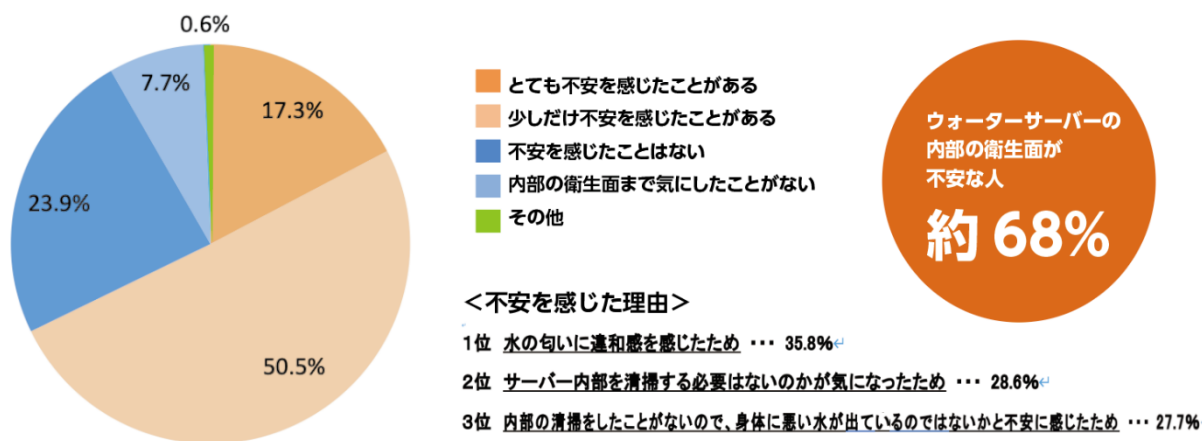 0.6%
7.7%
17.3%
23.9%
50.5%
とても不安を感じたことがある
少しだけ不安を感じたことがある
不安を感じたことはない
内部の衛生面まで気にしたことがない
その他
ウォーターサーバーの
内部の衛生面が
不安な人
約68%
＜不安を感じた理由＞
1位 水の匂いに違和感を感じたため ･･･ 35.8%↵
2位 サーバー内部を清掃する必要はないのかが気になったため ･･･ 28.6%↵
3位 内部の清掃をしたことがないので、身体に悪い水が出ているのではないかと不安に感じたため ･･･ 27.7%